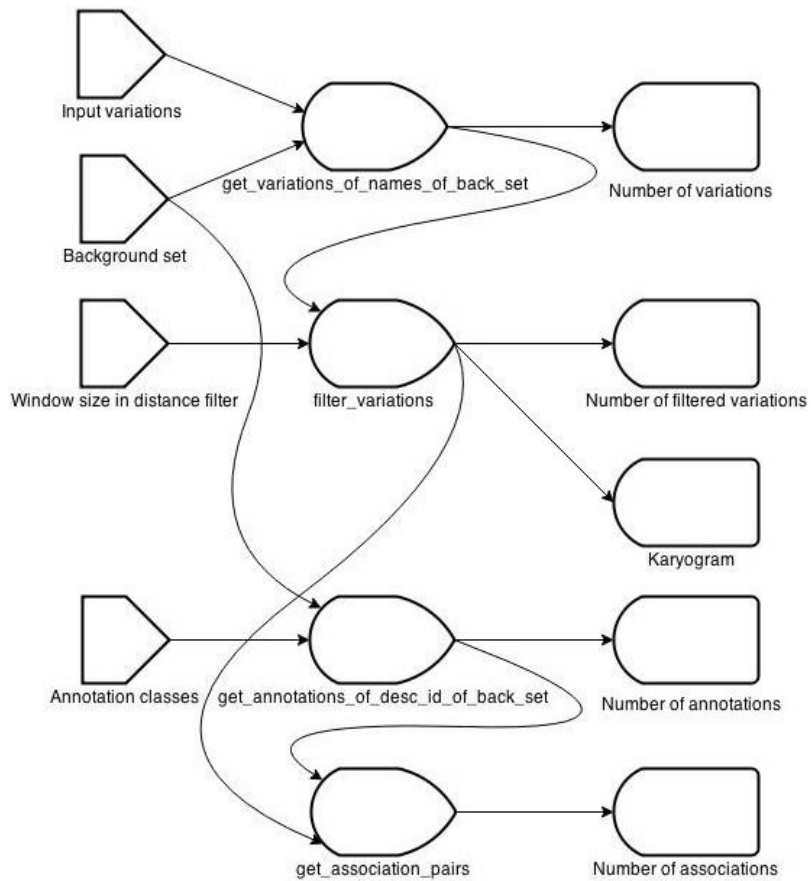 Input variations
get_variations_of_names_of_back_set
Number of variations
Background set
Window size in distance filter
filter_variations
Number of filtered variations
Karyogram
Annotation classes
get_annotations_of_desc_id_of_back_set
Number of annotations
get_association_pairs
Number of associations